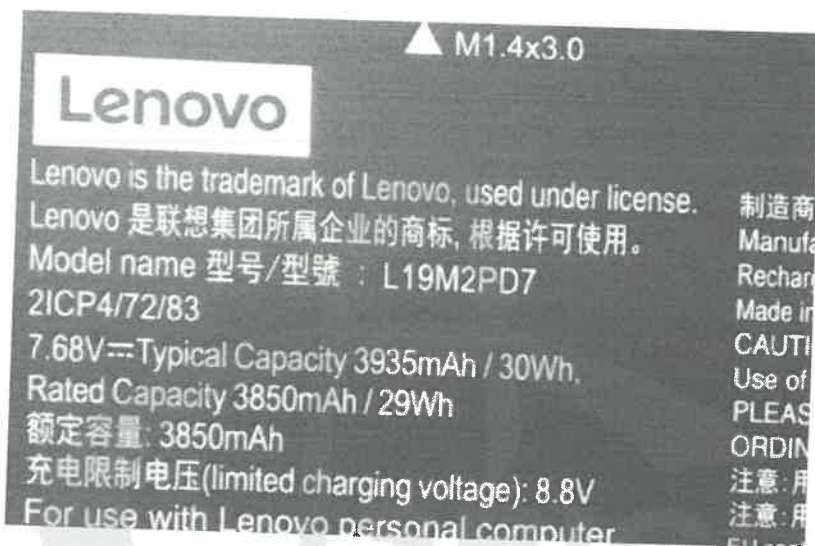 M1.4x3.0
Lenovo
Lenovo is the trademark of Lenovo, used under license.
Lenovo 是联想集团所属企业的商标, 根据许可使用。
Model name 型号/型號 : L19M2PD7
2ICP4/72/83
7.68V⎓Typical Capacity 3935mAh / 30Wh.
Rated Capacity 3850mAh / 29Wh
额定容量: 3850mAh
充电限制电压(limited charging voltage): 8.8V
For use with Lenovo personal computer
制造商
Manufa
Recharg
Made in
CAUTI
Use of
PLEAS
ORDIN
注意: 用
注意: 用